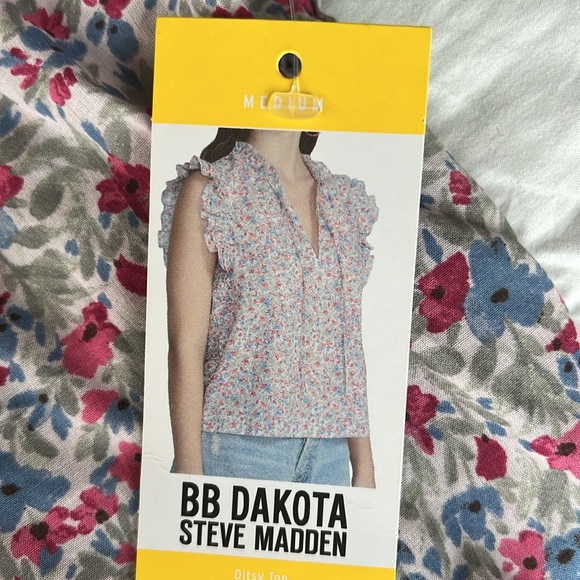 MEDIUM
BB DAKOTA
STEVE MADDEN
Ditsy Top